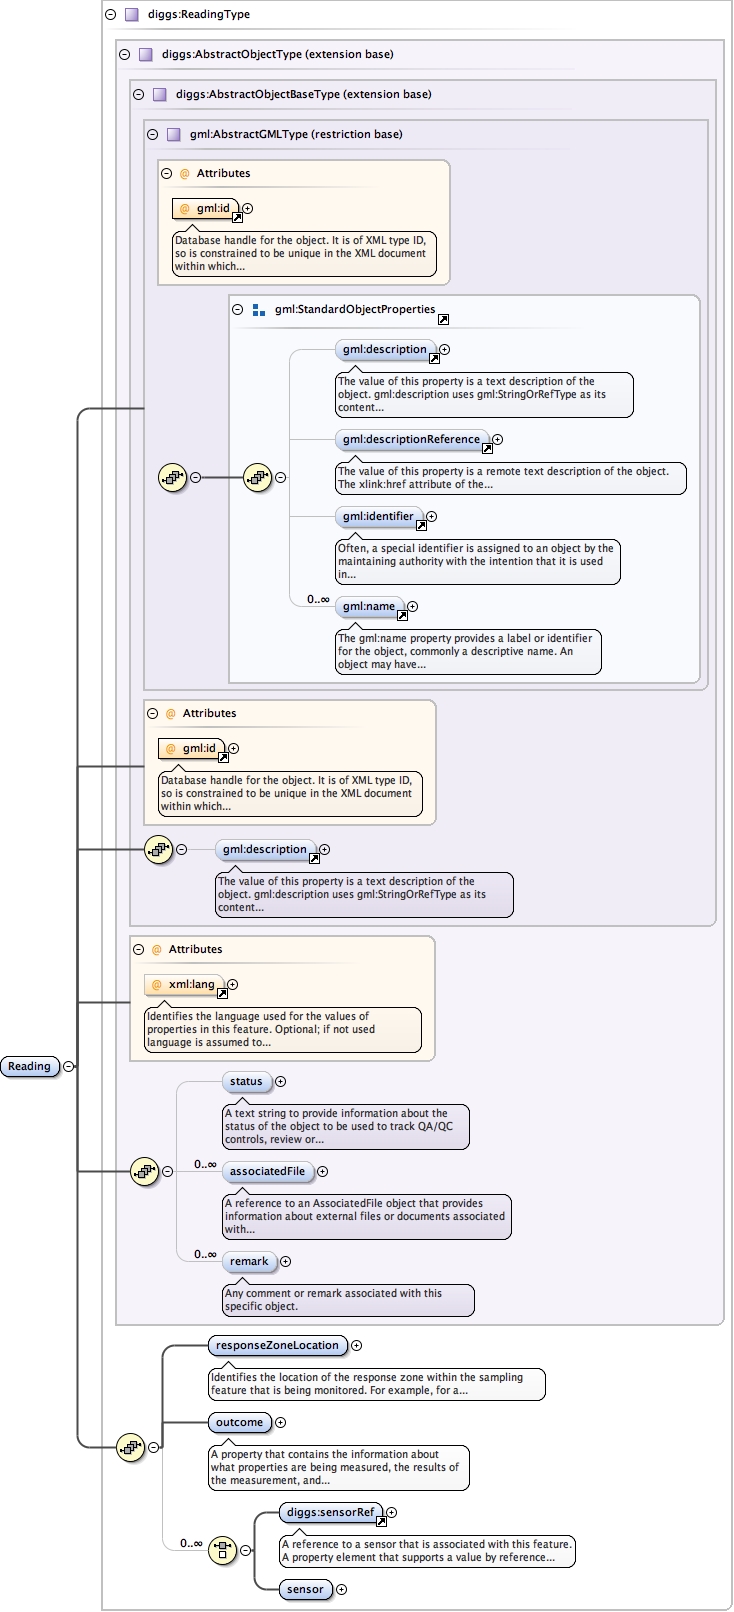 diggs:ReadingType
diggs:AbstractObjectType (extension base)
diggs:AbstractObjectBaseType (extension base)
gml:AbstractGMLType (restriction base)
@ Attributes
@ gml:id
Database handle for the object. It is of XML type ID,
so is constrained to be unique in the XML document
within which...
gml:StandardObjectProperties
gml:description
The value of this property is a text description of the
object. gml:description uses gml:StringOrRefType as its
content...
gml:descriptionReference
The value of this property is a remote text description of the object.
The xlink:href attribute of the...
gml:identifier
Often, a special identifier is assigned to an object by the
maintaining authority with the intention that it is used
in...
0..∞
gml:name
The gml:name property provides a label or identifier
for the object, commonly a descriptive name. An
object may have...
@ Attributes
@ gml:id
Database handle for the object. It is of XML type ID,
so is constrained to be unique in the XML document
within which...
gml:description
The value of this property is a text description of the
object. gml:description uses gml:StringOrRefType as its
content...
@ Attributes
@ xml:lang
Identifies the language used for the values of
properties in this feature. Optional; if not used
language is assumed to...
Reading
status
A text string to provide information about the
status of the object to be used to track QA/QC
controls, review or...
0..∞
associatedFile
A reference to an AssociatedFile object that provides
information about external files or documents associated
with...
0..∞
remark
Any comment or remark associated with this
specific object.
responseZoneLocation
Identifies the location of the response zone within the sampling
feature that is being monitored. For example, for a...
outcome
A property that contains the information about
what properties are being measured, the results of
the measurement, and...
diggs:sensorRef
0..∞
A reference to a sensor that is associated with this feature.
A property element that supports a value by reference...
sensor